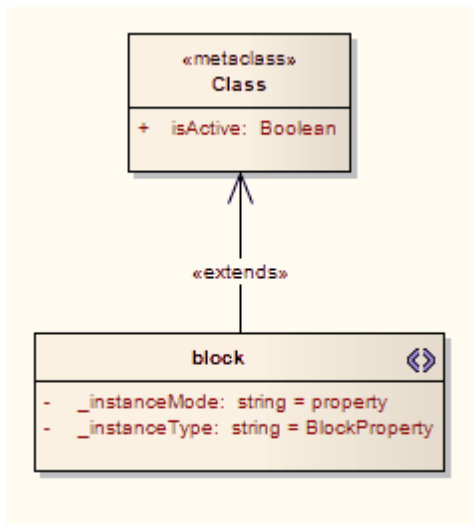 «metaclass»
Class
+ isActive: Boolean
«extends»
block
- _instanceMode: string = property
- _instanceType: string = BlockProperty